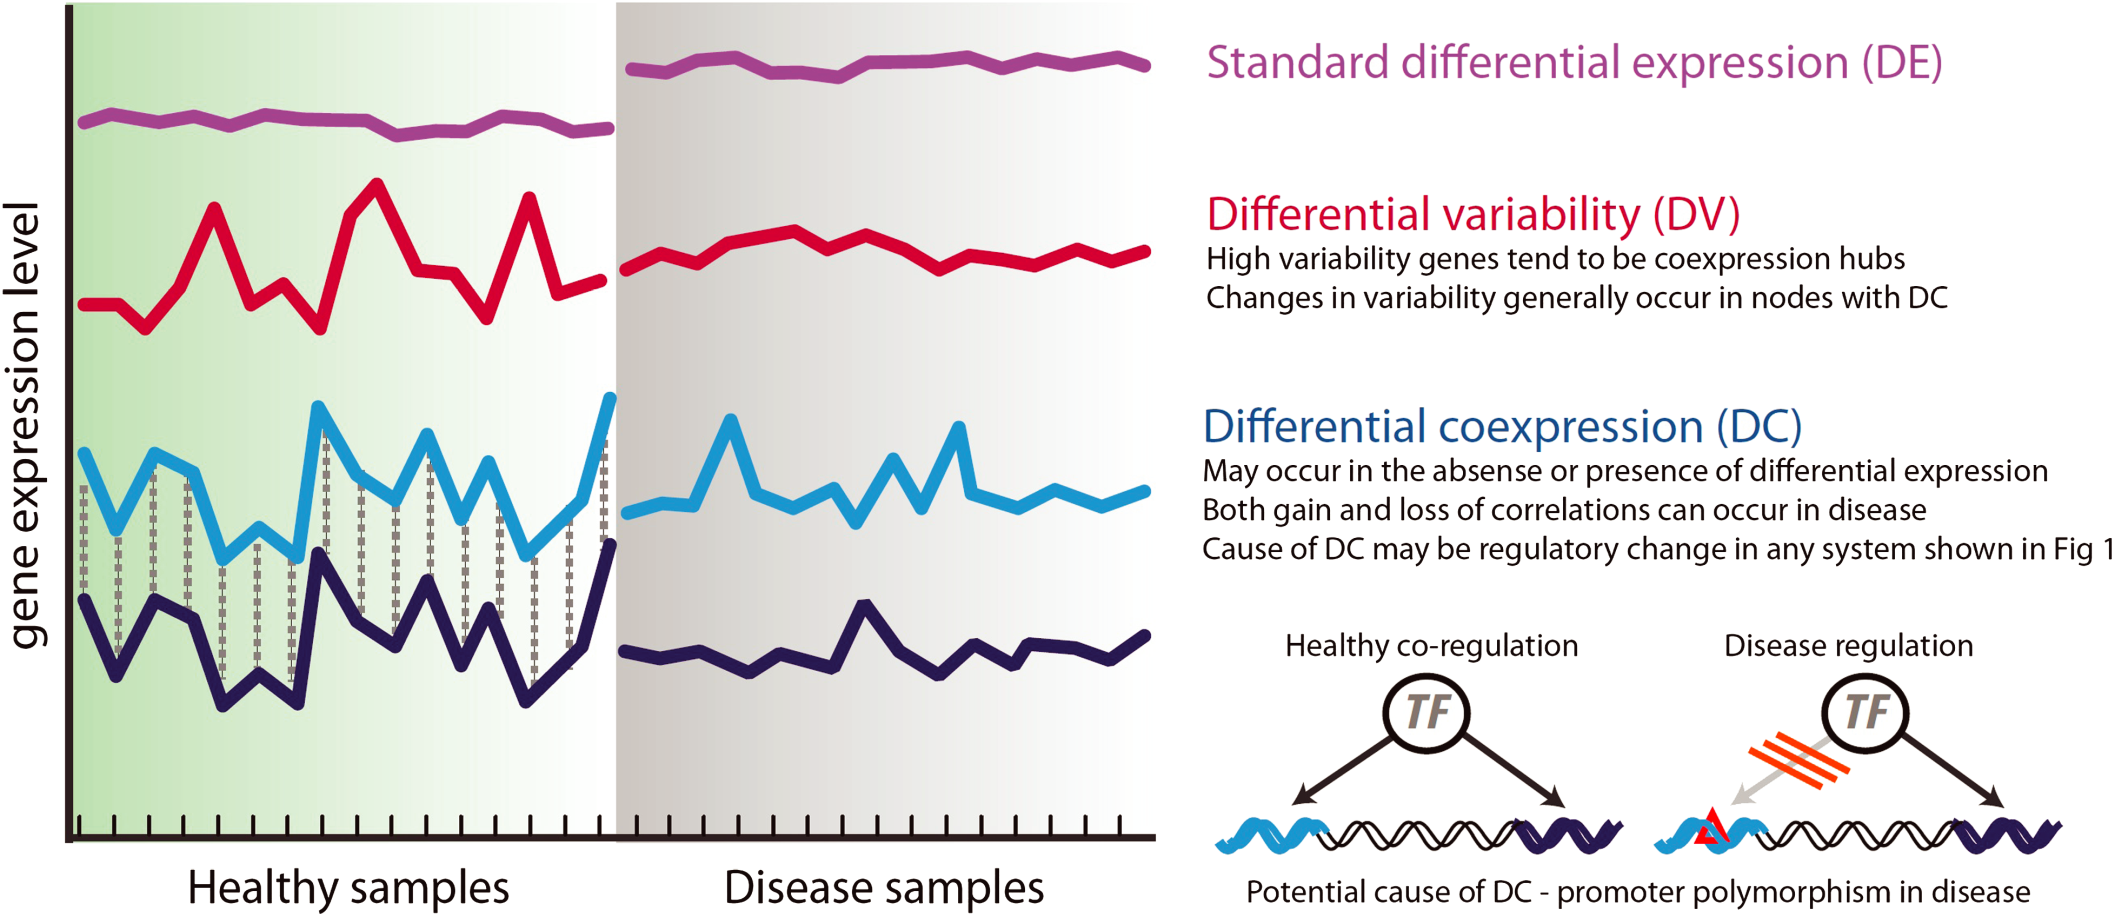 gene expression level
Healthy samples
Disease samples
Standard differential expression (DE)
Differential variability (DV)
High variability genes tend to be coexpression hubs
Changes in variability generally occur in nodes with DC
Differential coexpression (DC)
May occur in the absense or presence of differential expression
Both gain and loss of correlations can occur in disease
Cause of DC may be regulatory change in any system shown in Fig 1
Healthy co-regulation
Disease regulation
TF
TF
Potential cause of DC - promoter polymorphism in disease